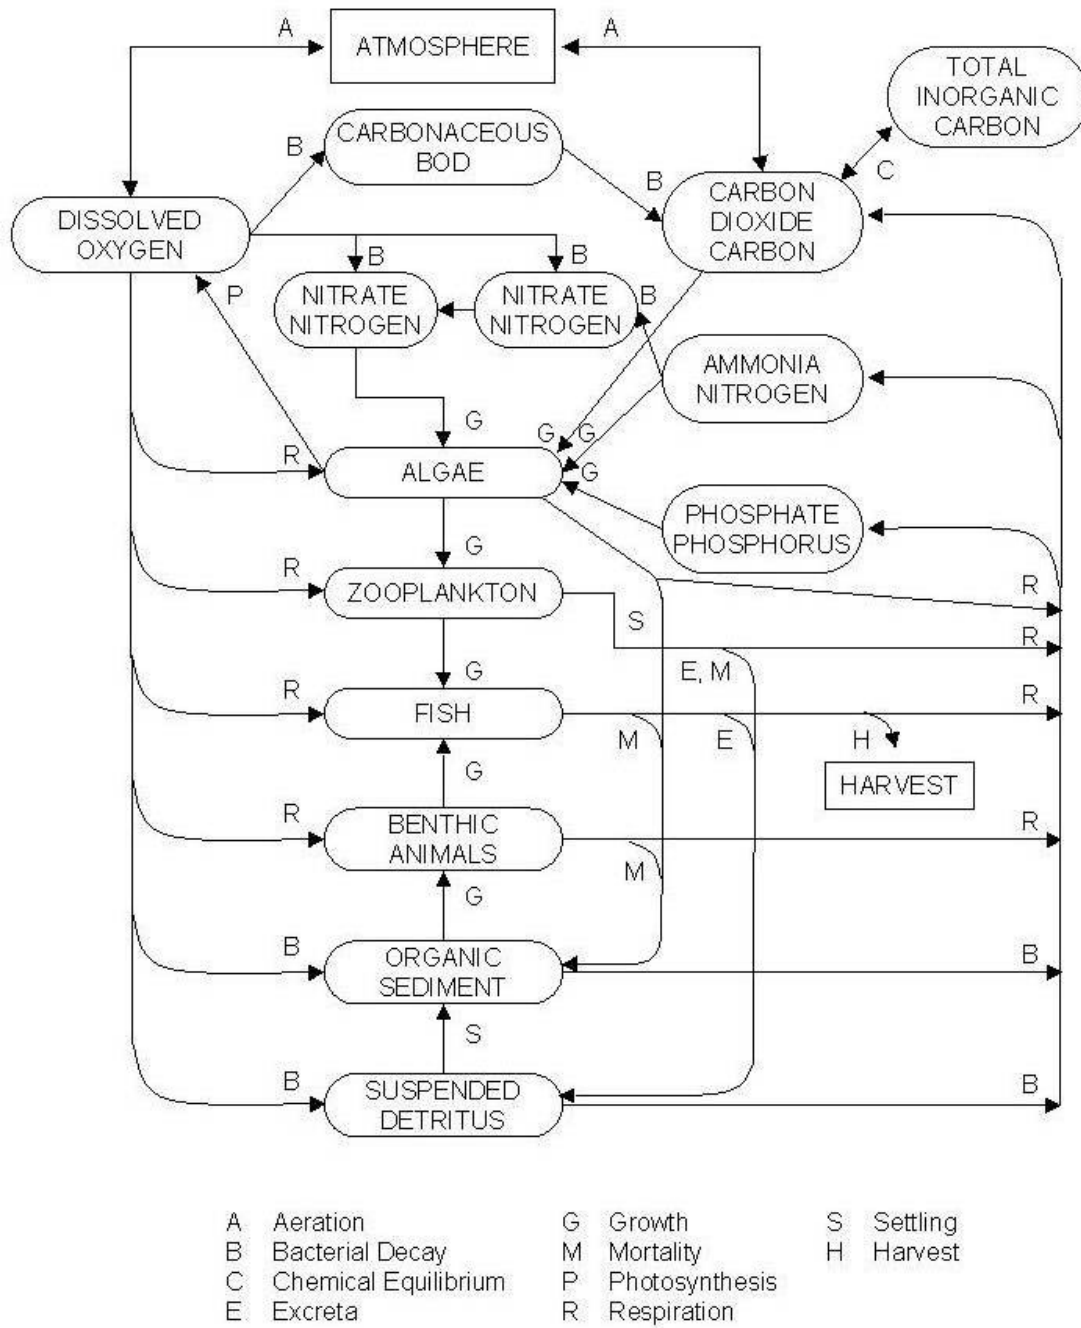 A
ATMOSPHERE
A
TOTAL
INORGANIC
CARBON
CARBONACEOUS
BOD
B
B
C
CARBON
DIOXIDE
CARBON
DISSOLVED
OXYGEN
B
B
P
NITRATE
NITROGEN
NITRATE
NITROGEN
B
AMMONIA
NITROGEN
G
G
G
R
ALGAE
G
PHOSPHATE
PHOSPHORUS
G
R
ZOOPLANKTON
R
S
R
E, M
G
R
FISH
R
M
E
H
G
HARVEST
R
BENTHIC
ANIMALS
R
M
G
B
ORGANIC
SEDIMENT
B
S
B
SUSPENDED
DETRITUS
B
A Aeration
B Bacterial Decay
C Chemical Equilibrium
E Excreta
G Growth
M Mortality
P Photosynthesis
R Respiration
S Settling
H Harvest